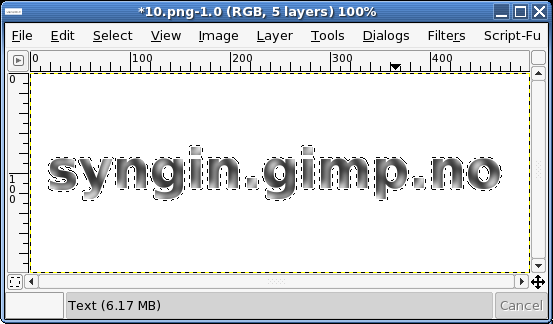 *10.png-1.0 (RGB, 5 layers) 100%
File Edit Select View Image Layer Tools Dialogs Filters Script-Fu
0 100 200 300 400
0
100
syngin.gimp.no
Text (6.17 MB) Cancel